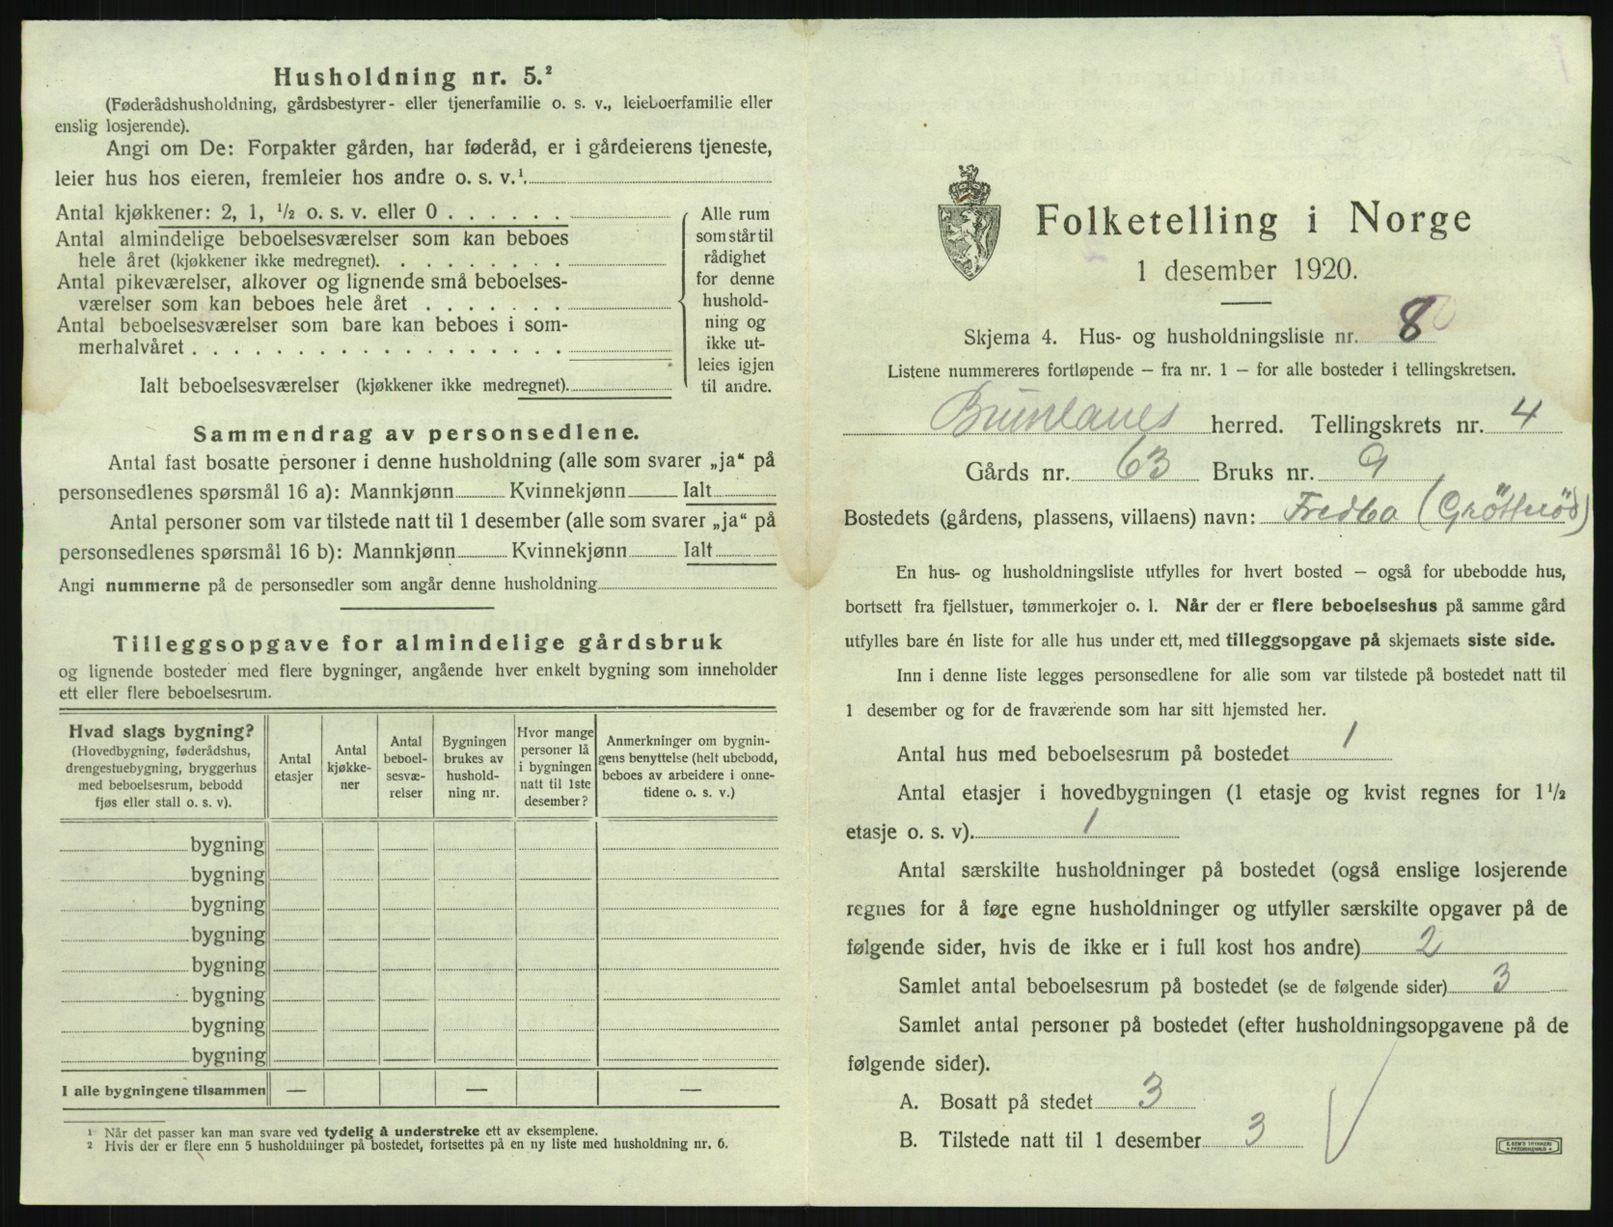 Husholdning nr. 5.²
(Føderådshusholdning, gårdsbestyrer- eller tjenerfamilie o. s. v., leieboerfamilie eller
enslig losjerende).
Angi om De: Forpakter gården, har føderåd, er i gårdeierens tjeneste,
leier hus hos eieren, fremleier hos andre o. s. v.¹.
Antal kjøkkener: 2, 1, ¹/₂ o. s. v. eller 0 . . . . . .
Antal almindelige beboelsesværelser som kan beboes
hele året (kjøkkener ikke medregnet). . . . . . . . .
Antal pikeværelser, alkover og lignende små beboelses-
værelser som kan beboes hele året . . . . . . .
Antal beboelsesværelser som bare kan beboes i som-
merhalvåret . . . . . . . . . . . . . . . . . .
Ialt beboelsesværelser (kjøkkener ikke medregnet).
Alle rum
som står til
rådighet
for denne
hushold-
ning og
ikke ut-
leies igjen
til andre.
Sammendrag av personsedlene.
Antal fast bosatte personer i denne husholdning (alle som svarer „ja“ på
personsedlenes spørsmål 16 a): Mannkjønn Kvinnekjønn Ialt
Antal personer som var tilstede natt til 1 desember (alle som svarer „ja“ på
personsedlenes spørsmål 16 b): Mannkjønn Kvinnekjønn Ialt
Angi nummerne på de personsedler som angår denne husholdning
Tilleggsopgave for almindelige gårdsbruk
og lignende bosteder med flere bygninger, angående hver enkelt bygning som inneholder
ett eller flere beboelsesrum.
Hvad slags bygning?
(Hovedbygning, føderådshus,
drengestuebygning, bryggerhus
med beboelsesrum, bebodd
fjøs eller stall o. s. v).
Antal
etasjer
Antal
kjøkke-
ner
Antal
beboel-
sesvæ-
relser
Bygningen
brukes av
hushold-
ning nr.
Hvor mange
personer lå
i bygningen
natt til 1ste
desember?
Anmerkninger om bygnin-
gens benyttelse (helt ubebodd,
beboes av arbeidere i onne-
tidene o. s. v.)
bygning
bygning
bygning
bygning
bygning
bygning
bygning
bygning
I alle bygningene tilsammen — — —
¹ Når det passer kan man svare ved tydelig å understreke ett av eksemplene.
² Hvis der er flere enn 5 husholdninger på bostedet, fortsettes på en ny liste med husholdning nr. 6.
Folketelling i Norge
1 desember 1920.
Skjema 4. Hus- og husholdningsliste nr. 8
Listene nummereres fortløpende — fra nr. 1 — for alle bosteder i tellingskretsen.
Brunlanes herred. Tellingskrets nr. 4
Gårds nr. 63 Bruks nr. 9
Bostedets (gårdens, plassens, villaens) navn: Fredbo (Gröttnöd)
En hus- og husholdningsliste utfylles for hvert bosted — også for ubebodde hus,
bortsett fra fjellstuer, tømmerkojer o. l. Når der er flere beboelseshus på samme gård
utfylles bare én liste for alle hus under ett, med tilleggsopgave på skjemaets siste side.
Inn i denne liste legges personsedlene for alle som var tilstede på bostedet natt til
1 desember og for de fraværende som har sitt hjemsted her.
Antal hus med beboelsesrum på bostedet 1
Antal etasjer i hovedbygningen (1 etasje og kvist regnes for 1¹/₂
etasje o. s. v). 1
Antal særskilte husholdninger på bostedet (også enslige losjerende
regnes for å føre egne husholdninger og utfyller særskilte opgaver på de
følgende sider, hvis de ikke er i full kost hos andre) 2
Samlet antal beboelsesrum på bostedet (se de følgende sider) 3
Samlet antal personer på bostedet (efter husholdningsopgavene på de
følgende sider).
A. Bosatt på stedet 3
B. Tilstede natt til 1 desember 3